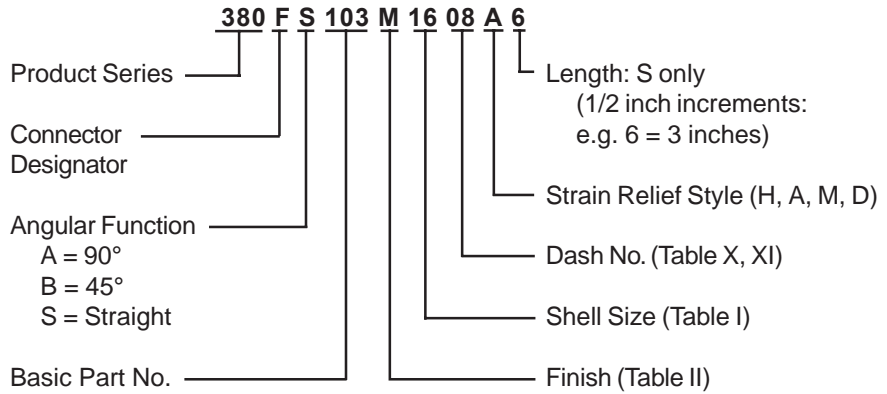 380 F S 103 M 16 08 A 6
Product Series
Connector
Designator
Angular Function
A = 90°
B = 45°
S = Straight
Basic Part No.
Length: S only
(1/2 inch increments:
e.g. 6 = 3 inches)
Strain Relief Style (H, A, M, D)
Dash No. (Table X, XI)
Shell Size (Table I)
Finish (Table II)